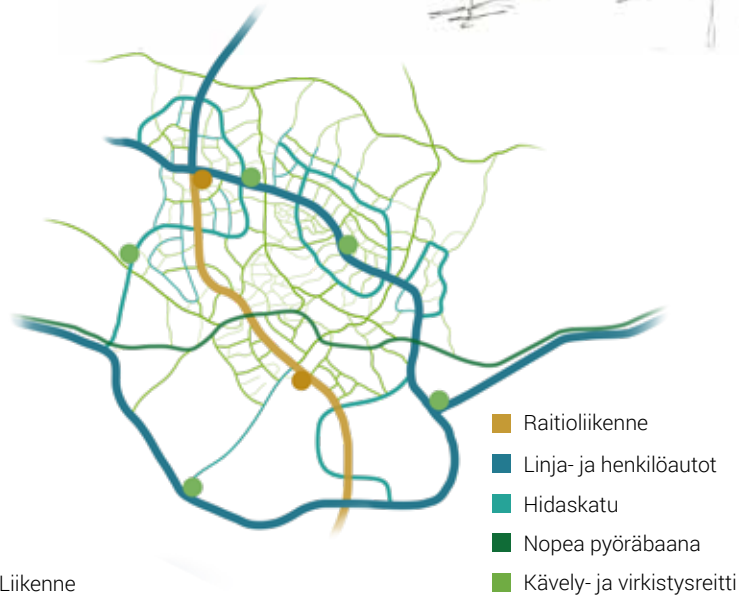 Raitioliikenne
Linja- ja henkilöautot
Hidaskatu
Nopea pyöräbaana
Kävely- ja virkistysreitti
Liikenne